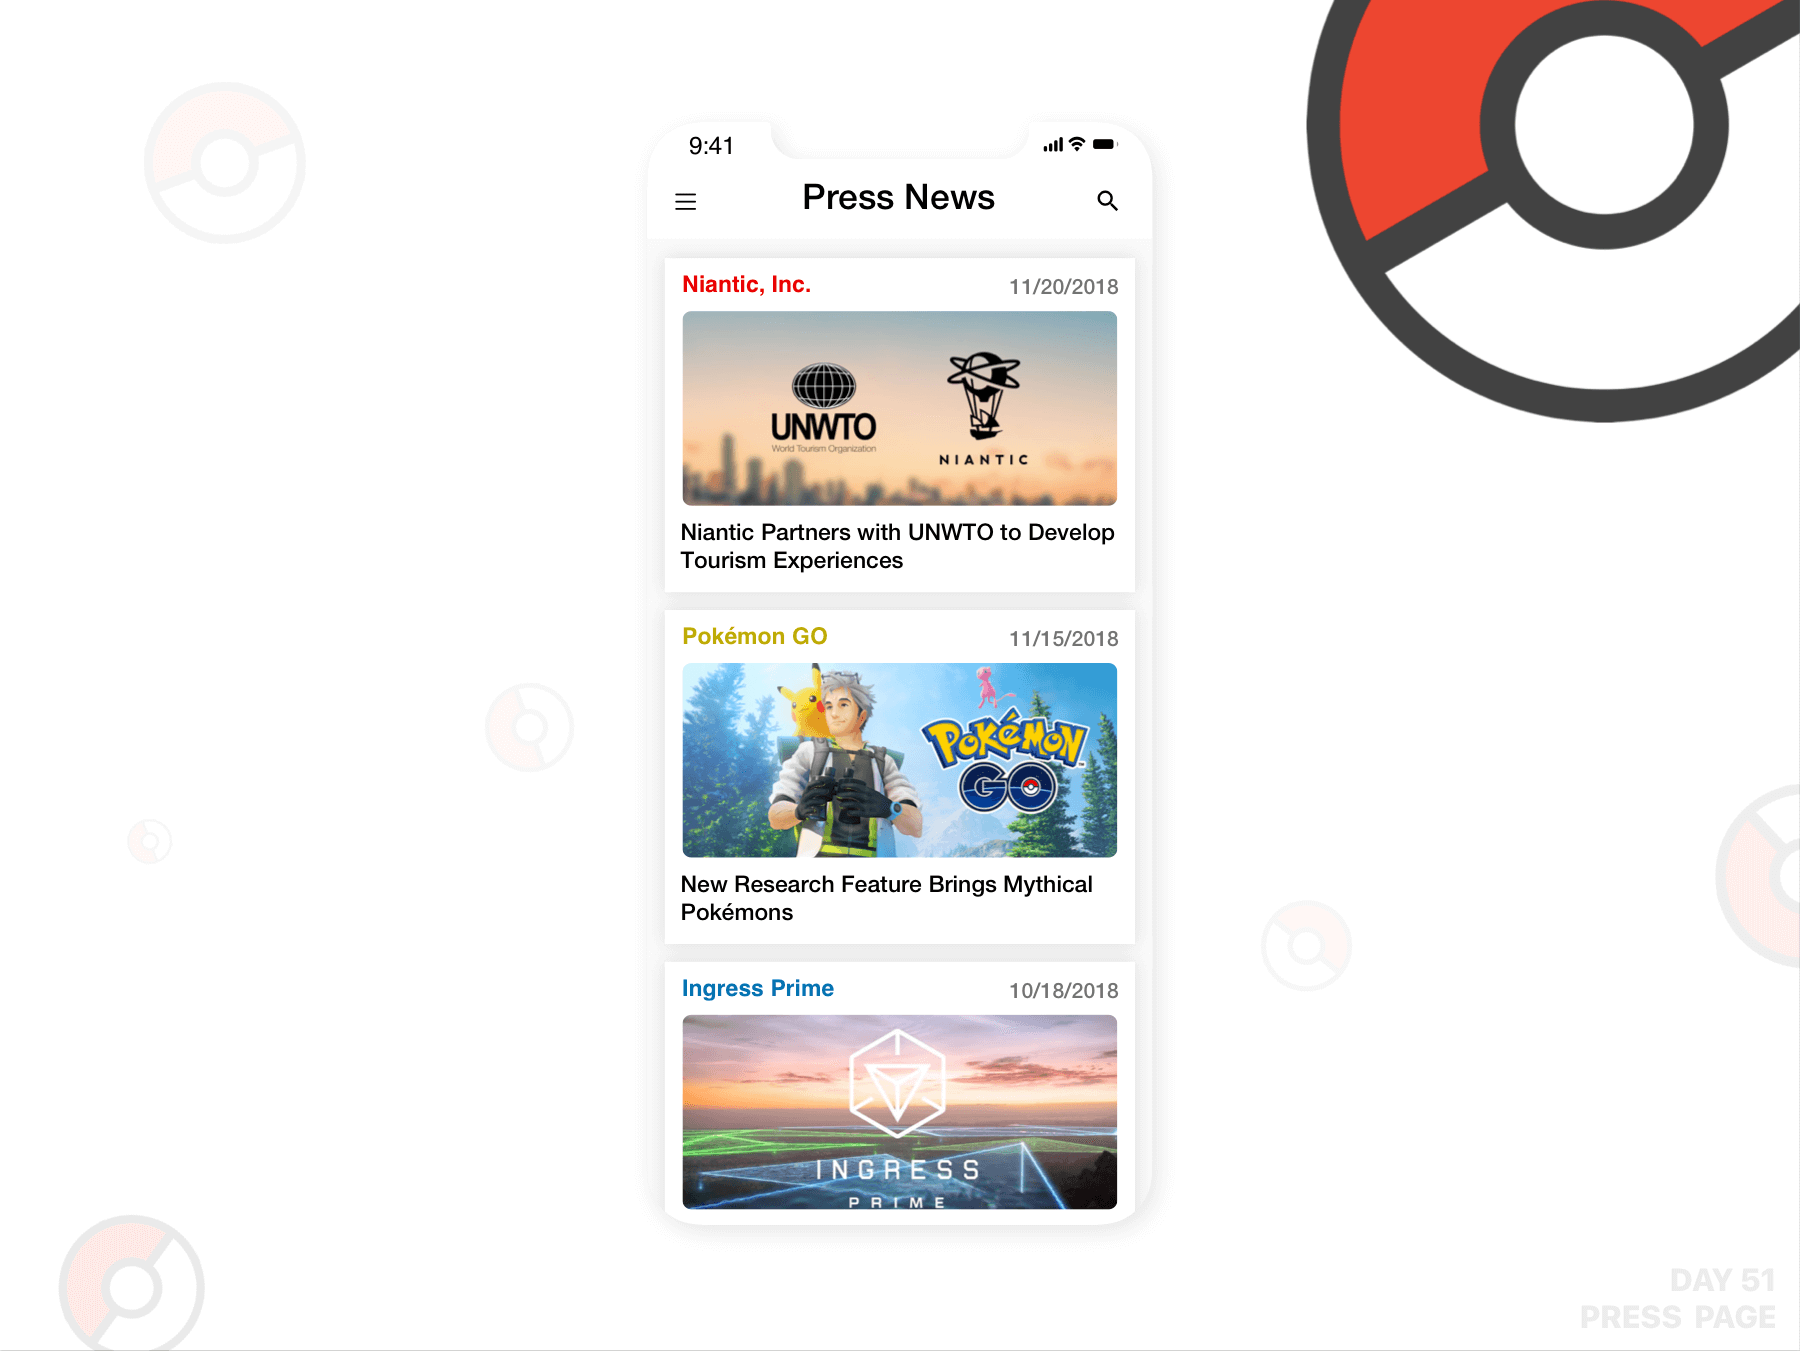 9:41
Press News
Niantic, Inc.
11/20/2018
UNWTO
World Tourism Organization
NIANTIC
Niantic Partners with UNWTO to Develop
Tourism Experiences
Pokémon GO
11/15/2018
POKéMON
GO
New Research Feature Brings Mythical
Pokémons
Ingress Prime
10/18/2018
INGRESS
PRIME
DAY 51
PRESS PAGE